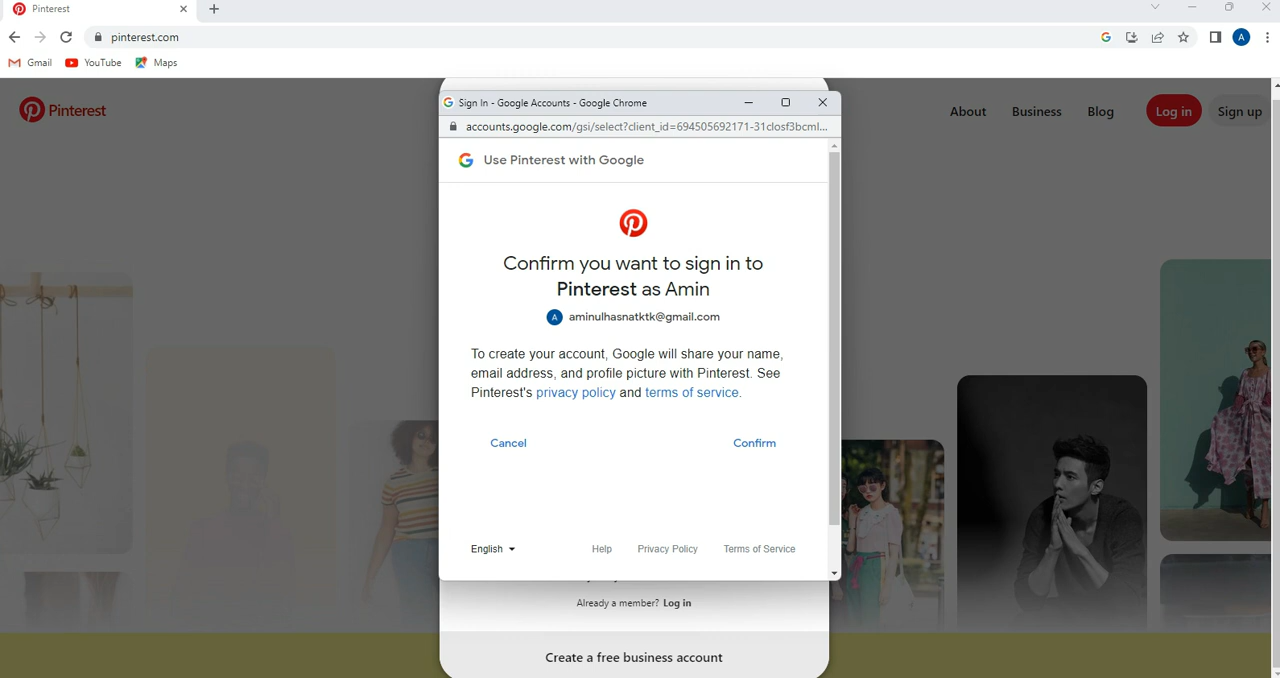 Pinterest
pinterest.com
A
Gmail YouTube Maps
Pinterest
About Business Blog Log in Sign up
Sign In - Google Accounts - Google Chrome
accounts.google.com/gsi/select?client_id=694505692171-31closf3bcml...
Use Pinterest with Google
Confirm you want to sign in to
Pinterest as Amin
A aminulhasnatktk@gmail.com
To create your account, Google will share your name,
email address, and profile picture with Pinterest. See
Pinterest's privacy policy and terms of service.
Cancel Confirm
English Help Privacy Policy Terms of Service
Already a member? Log in
Create a free business account